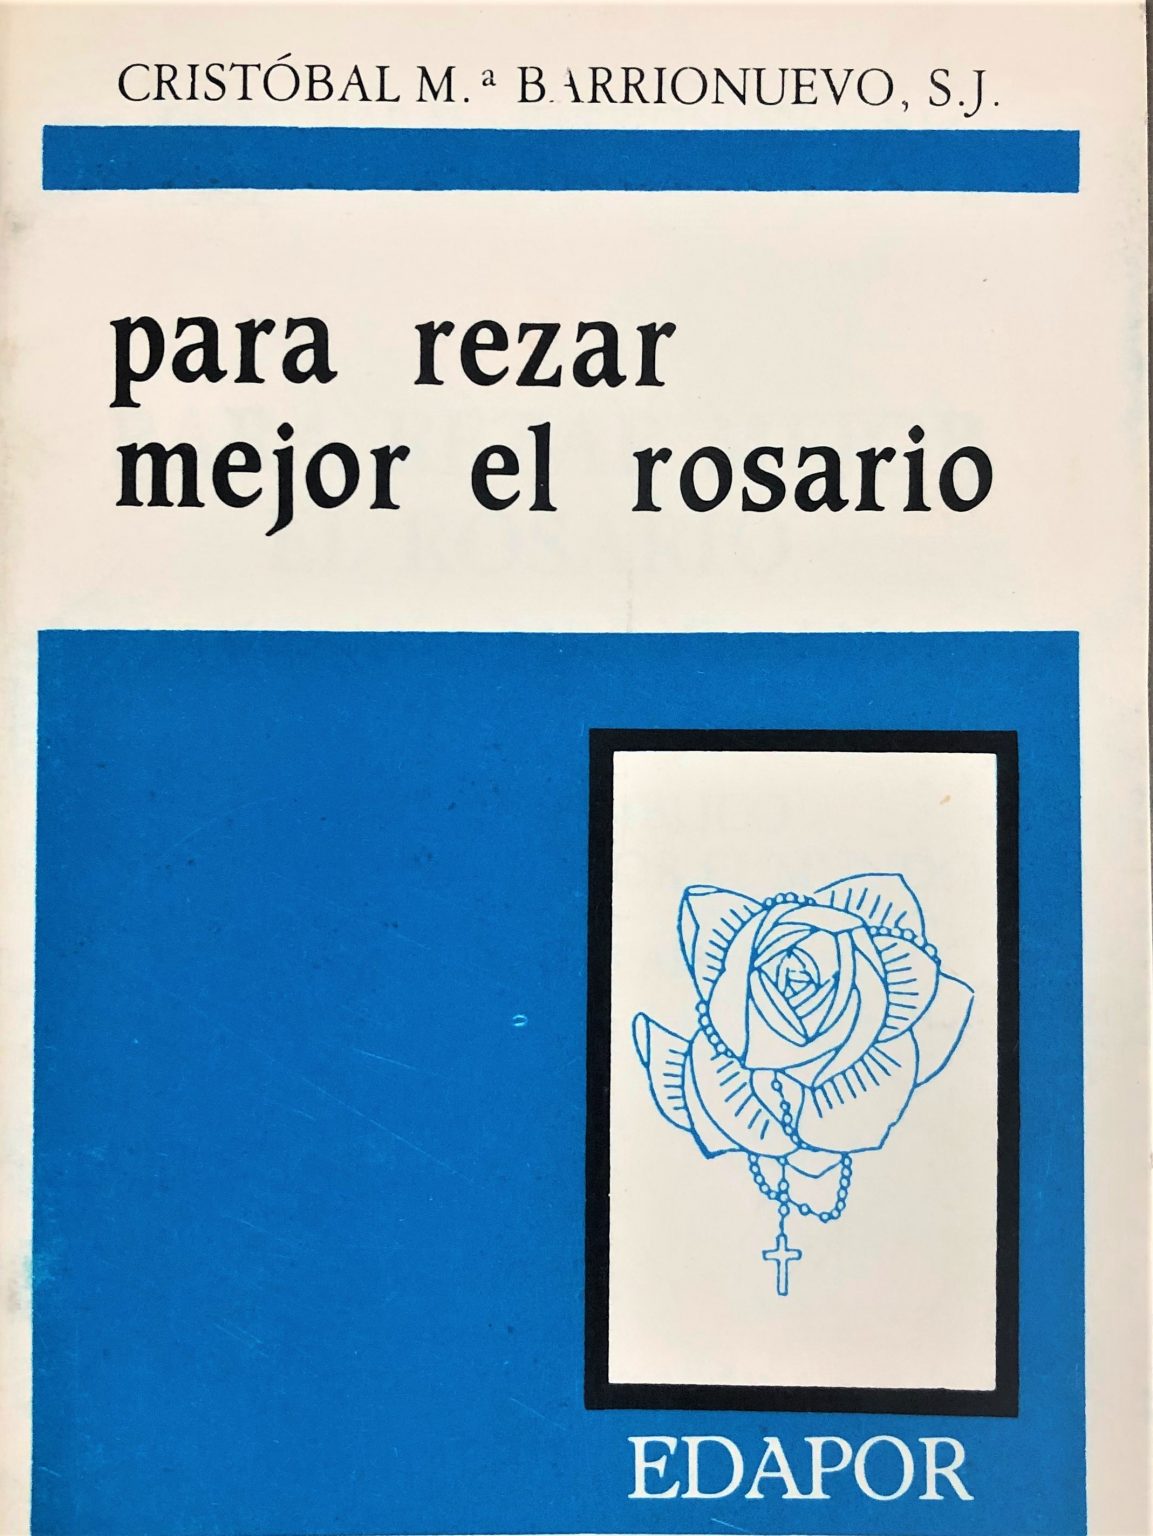 CRISTÓBAL M.ª BARRIONUEVO, S.J.
para rezar
mejor el rosario
EDAPOR